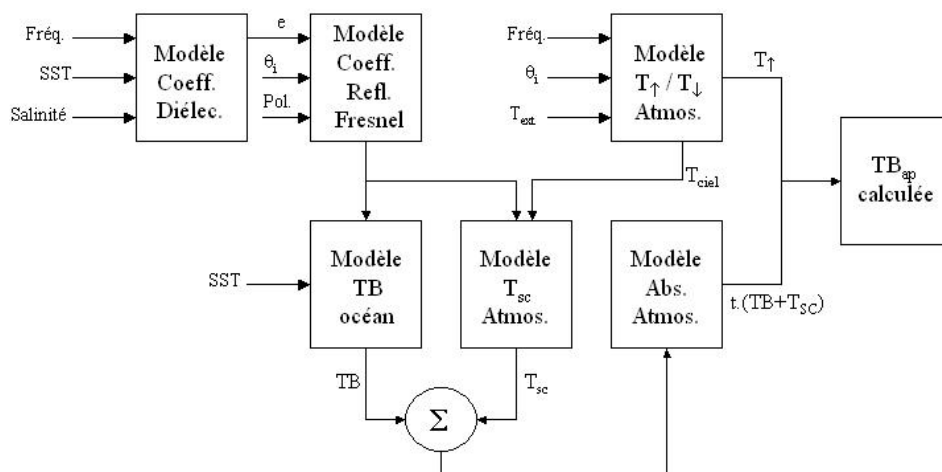 Fréq.
SST
Salinité
Modèle
Coeff.
Diélec.
e
θi
Pol.
Modèle
Coeff.
Refl.
Fresnel
Fréq.
θi
Text
Modèle
T↑ / T↓
Atmos.
T↑
Tciel
TBap
calculée
SST
Modèle
TB
océan
Modèle
Tsc
Atmos.
Modèle
Abs.
Atmos.
t.(TB+TSC)
TB
Tsc
Σ